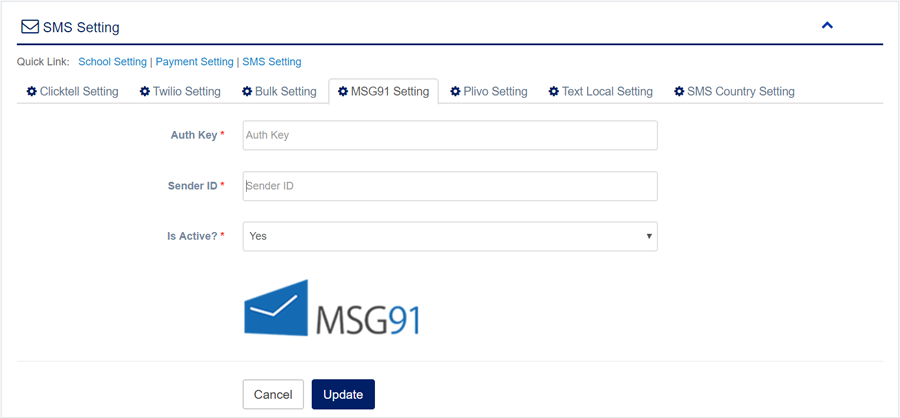 SMS Setting
Quick Link: School Setting | Payment Setting | SMS Setting
Clicktell Setting Twilio Setting Bulk Setting MSG91 Setting Plivo Setting Text Local Setting SMS Country Setting
Auth Key * Auth Key
Sender ID * Sender ID
Is Active? * Yes
MSG91
Cancel Update